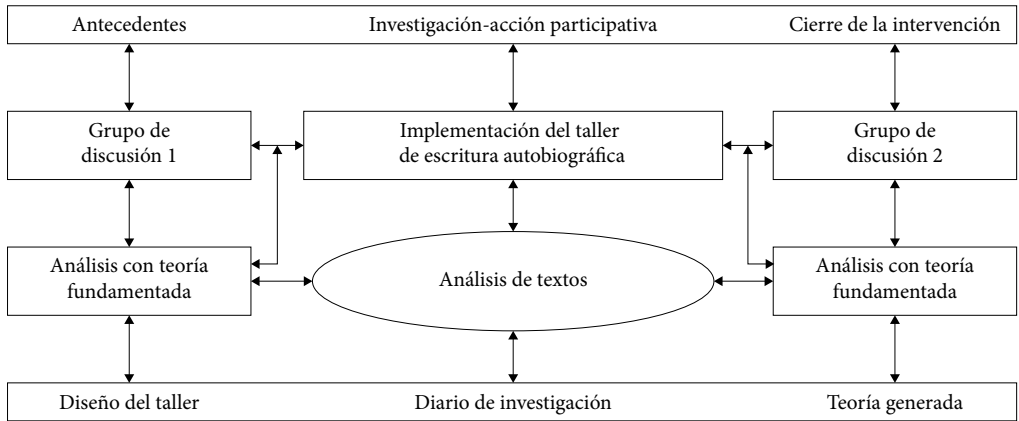 Antecedentes
Investigación-acción participativa
Cierre de la intervención
Grupo de
discusión 1
Implementación del taller
de escritura autobiográfica
Grupo de
discusión 2
Análisis con teoría
fundamentada
Análisis de textos
Análisis con teoría
fundamentada
Diseño del taller
Diario de investigación
Teoría generada